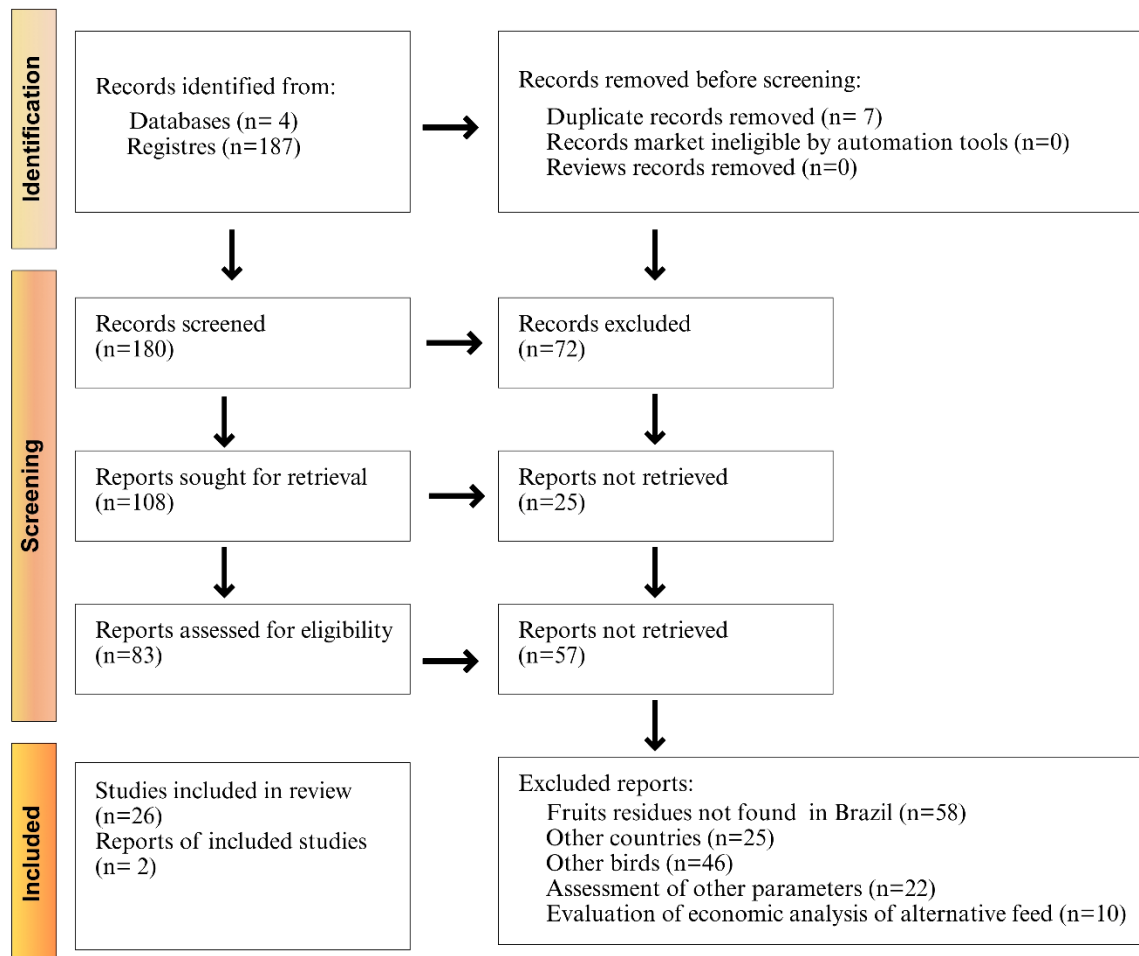 Identification
Records identified from:
Databases (n= 4)
Registres (n=187)
Records removed before screening:
Duplicate records removed (n= 7)
Records market ineligible by automation tools (n=0)
Reviews records removed (n=0)
Screening
Records screened
(n=180)
Records excluded
(n=72)
Reports sought for retrieval
(n=108)
Reports not retrieved
(n=25)
Reports assessed for eligibility
(n=83)
Reports not retrieved
(n=57)
Included
Studies included in review
(n=26)
Reports of included studies
(n= 2)
Excluded reports:
Fruits residues not found in Brazil (n=58)
Other countries (n=25)
Other birds (n=46)
Assessment of other parameters (n=22)
Evaluation of economic analysis of alternative feed (n=10)